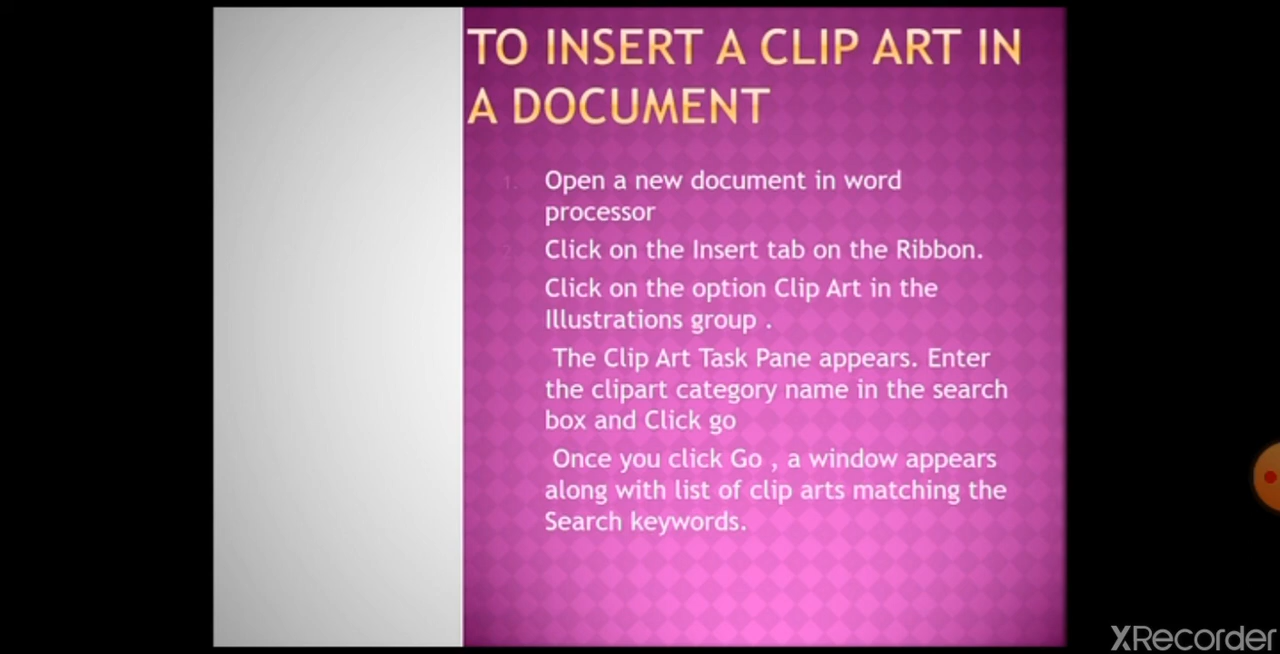 TO INSERT A CLIP ART IN
A DOCUMENT
1. Open a new document in word
processor
2. Click on the Insert tab on the Ribbon.
Click on the option Clip Art in the
Illustrations group .
The Clip Art Task Pane appears. Enter
the clipart category name in the search
box and Click go
Once you click Go , a window appears
along with list of clip arts matching the
Search keywords.
XRecorder